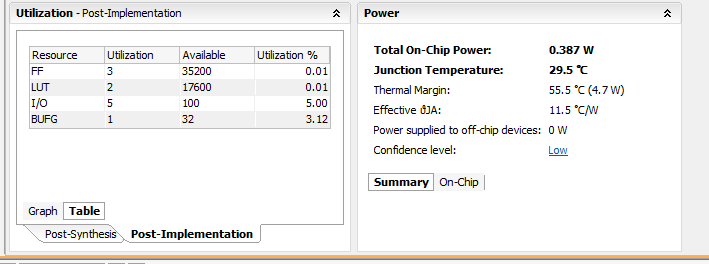 Utilization - Post-Implementation
Resource Utilization Available Utilization %
FF 3 35200 0.01
LUT 2 17600 0.01
I/O 5 100 5.00
BUFG 1 32 3.12
Graph Table
Post-Synthesis Post-Implementation
Power
Total On-Chip Power: 0.387 W
Junction Temperature: 29.5 °C
Thermal Margin: 55.5 °C (4.7 W)
Effective ϑJA: 11.5 °C/W
Power supplied to off-chip devices: 0 W
Confidence level: Low
Summary On-Chip